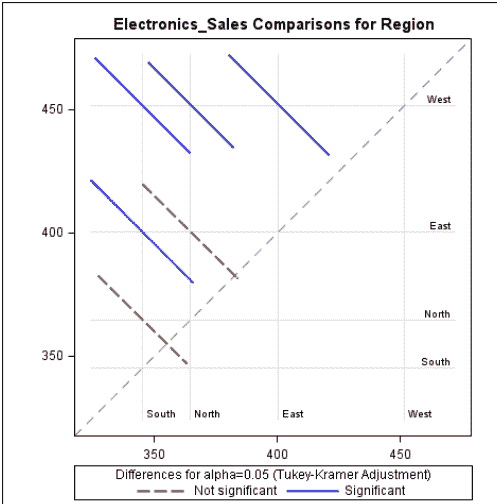 Electronics_Sales Comparisons for Region
450
West
400
East
North
350
South
South North East West
350 400 450
Differences for alpha=0.05 (Tukey-Kramer Adjustment)
Not significant Significant